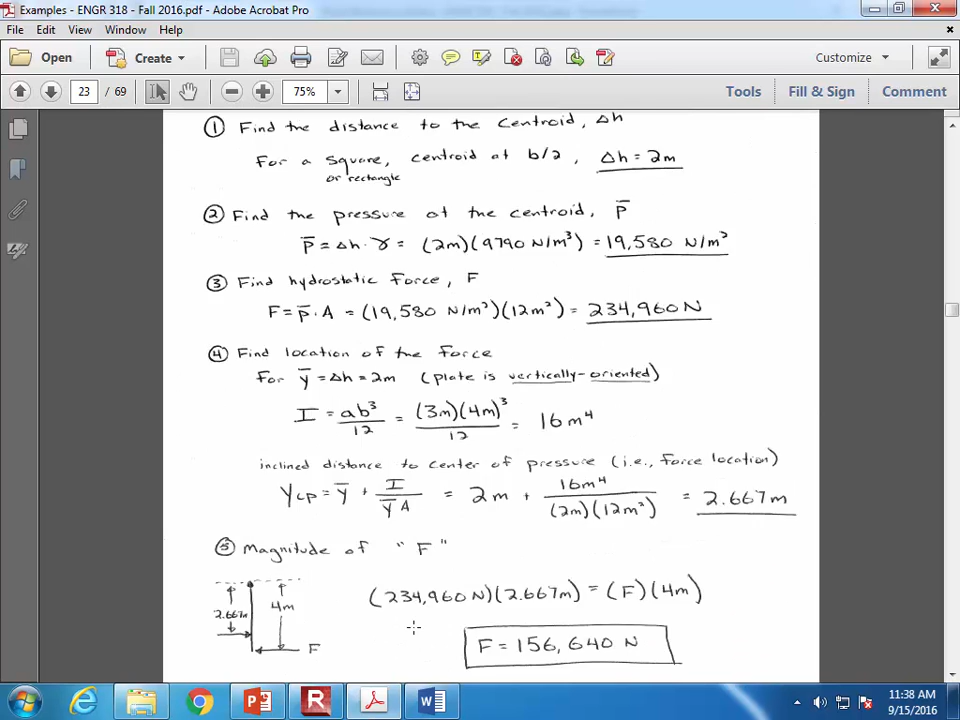 Examples - ENGR 318 - Fall 2016.pdf - Adobe Acrobat Pro
File Edit View Window Help
Open Create Customize
23 / 69 75% Tools Fill & Sign Comment
① Find the distance to the centroid, Δh
For a square, centroid at b/2, Δh = 2m
or rectangle
② Find the pressure at the centroid, P̅
P̅ = Δh·γ = (2m)(9790 N/m³) = 19,580 N/m²
③ Find hydrostatic force, F
F = P̅·A = (19,580 N/m²)(12m²) = 234,960 N
④ Find location of the force
For y̅ = Δh = 2m (plate is vertically-oriented)
I = ab³/12 = (3m)(4m)³/12 = 16m⁴
inclined distance to center of pressure (i.e., force location)
Ycp = y̅ + I/y̅A = 2m + 16m⁴/(2m)(12m²) = 2.667m
⑤ Magnitude of "F"
2.667m 4m F
(234,960 N)(2.667m) = (F)(4m)
F = 156,640 N
11:38 AM
9/15/2016